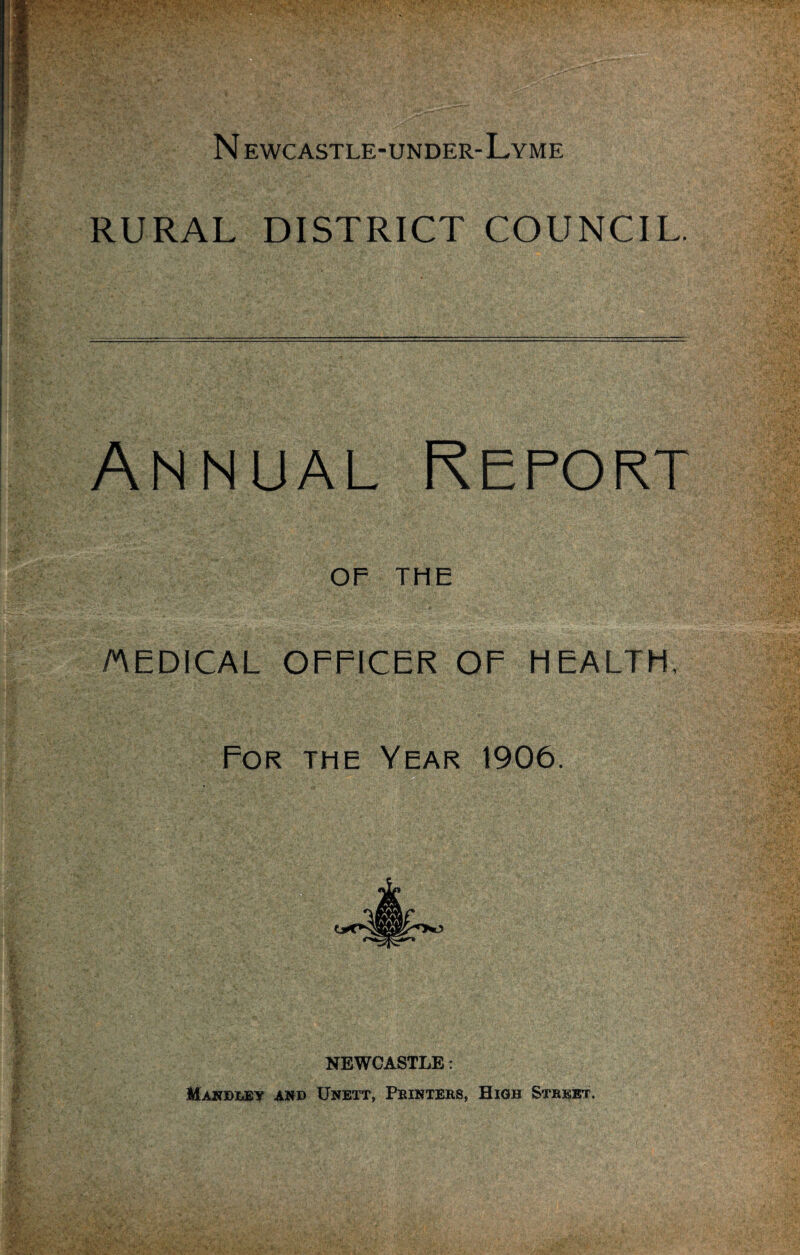 Newcastle-under-Lyme
RURAL DISTRICT COUNCIL.
ANNUAL REPORT
OF THE
MEDICAL OFFICER OF HEALTH,
FOR THE YEAR 1906.
NEWCASTLE:
MANDLEY AND UNETT, PRINTERS, HIGH STREET.